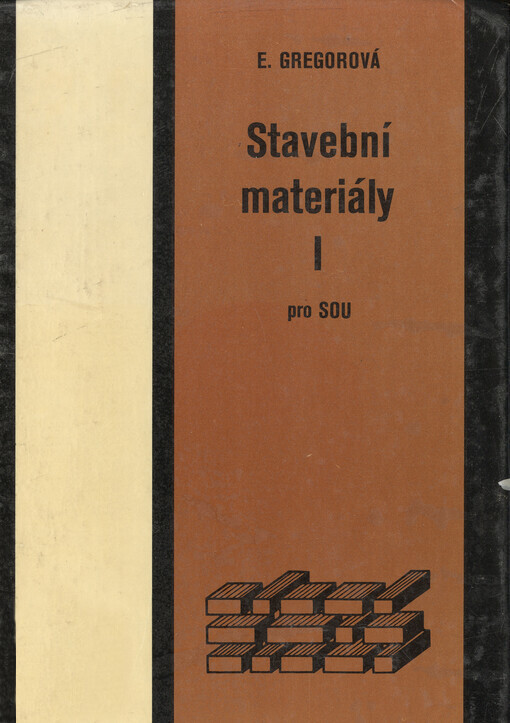 E. GREGOROVÁ
Stavební
materiály
I
pro SOU